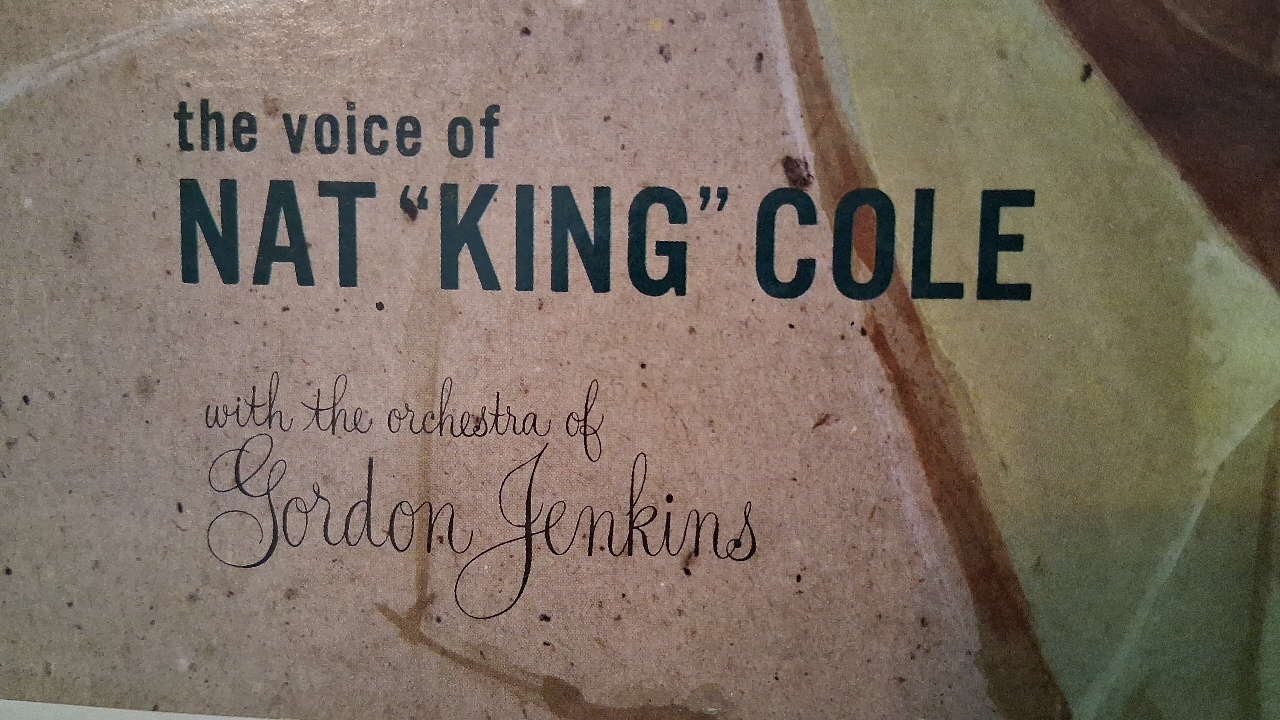 the voice of
NAT “KING” COLE
with the orchestra of
Gordon Jenkins